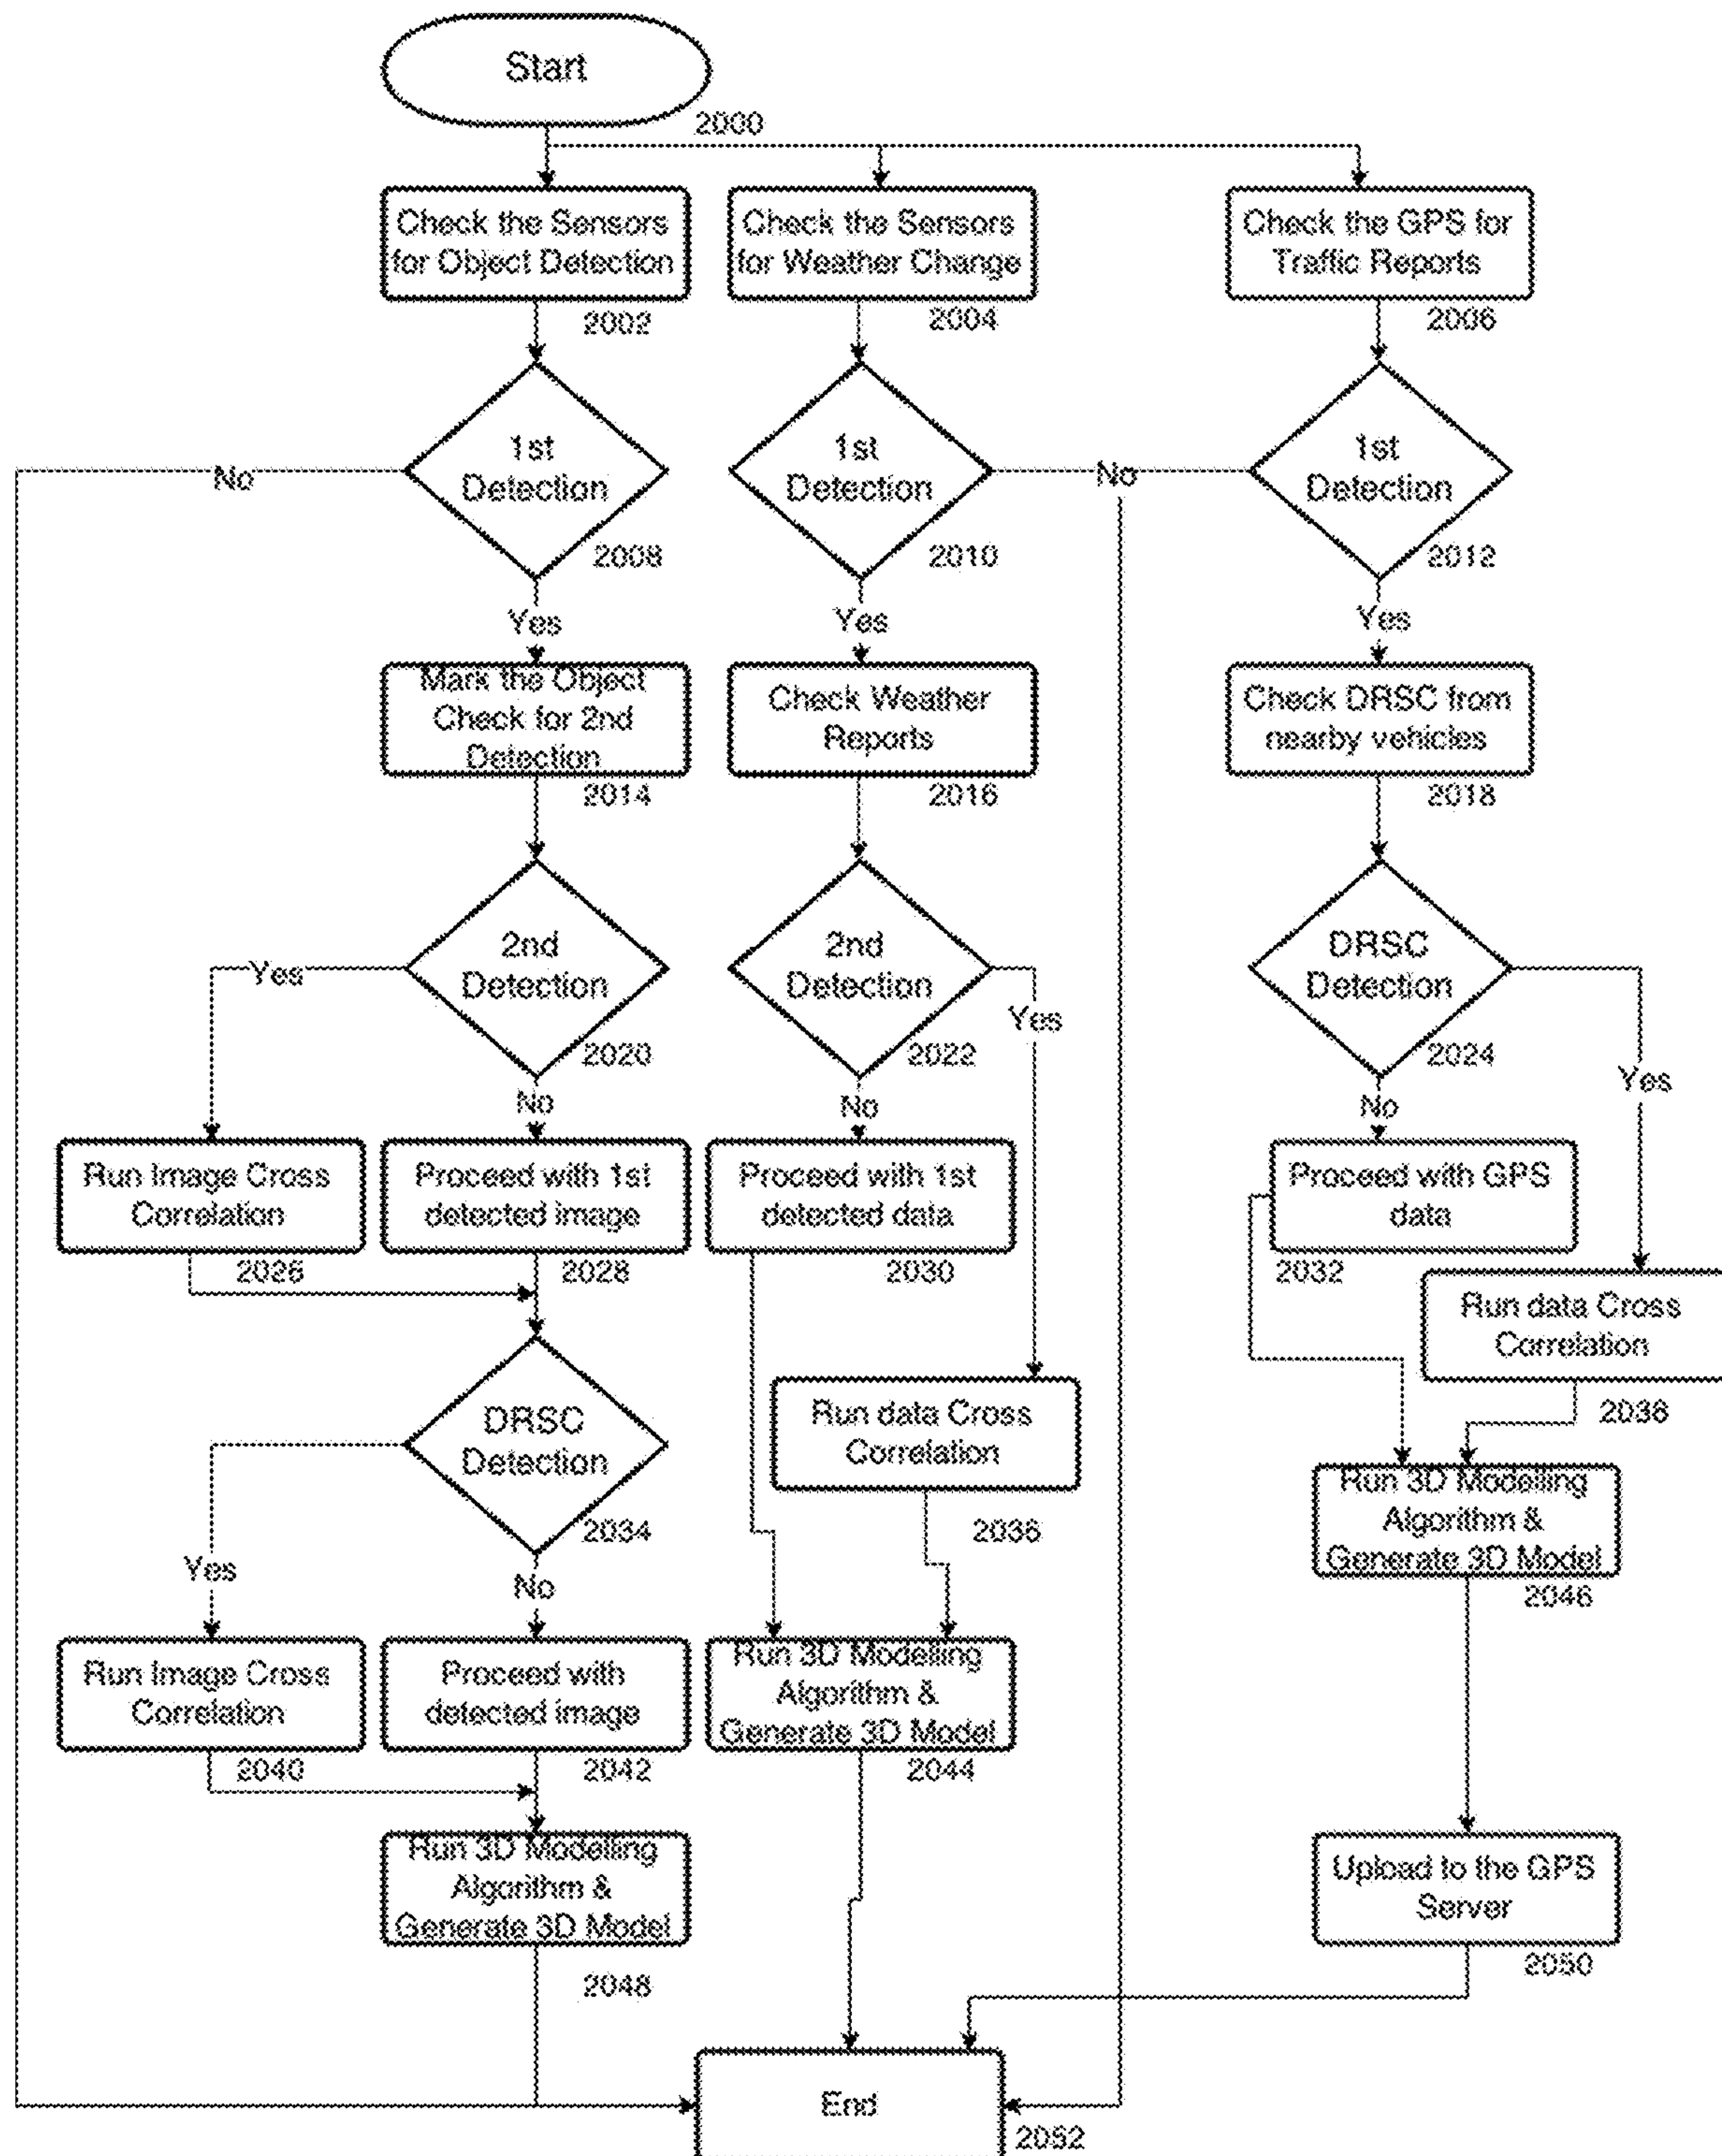 Start
2000
Check the Sensors
for Object Detection
2002
Check the Sensors
for Weather Change
2004
Check the GPS for
Traffic Reports
2006
1st
Detection
2008
No
1st
Detection
2010
No
1st
Detection
2012
Yes
Yes
Yes
Mark the Object
Check for 2nd
Detection
2014
Check Weather
Reports
2016
Check DRSC from
nearby vehicles
2018
2nd
Detection
2020
Yes
No
2nd
Detection
2022
Yes
No
DRSC
Detection
2024
Yes
No
Run Image Cross
Correlation
2026
Proceed with 1st
detected image
2028
Proceed with 1st
detected data
2030
Proceed with GPS
data
2032
Run data Cross
Correlation
2038
DRSC
Detection
2034
Yes
No
Run data Cross
Correlation
2036
Run 3D Modelling
Algorithm &
Generate 3D Model
2046
Run Image Cross
Correlation
2040
Proceed with
detected image
2042
Run 3D Modelling
Algorithm &
Generate 3D Model
2044
Run 3D Modelling
Algorithm &
Generate 3D Model
2048
Upload to the GPS
Server
2050
End
2052